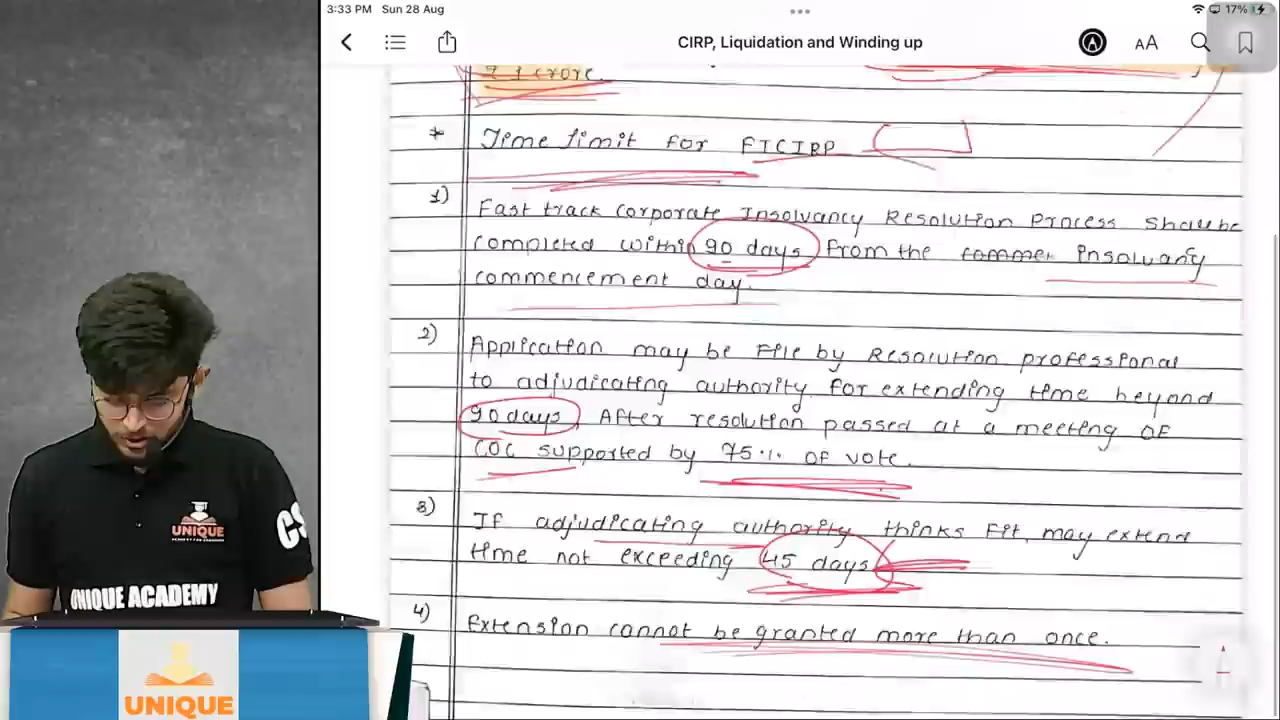 3:33 PM Sun 28 Aug
17%
CIRP, Liquidation and Winding up
AA
1 crore.
* Time limit for FTCIRP
1) Fast track corporate Insolvancy Resolution Process shall be
completed within 90 days from the commen insolvancy
commencement day.
2) Application may be File by Resolution professional
to adjudicating authority for extending time beyond
90 days, After resolution passed at a meeting of
COC supported by 75% of vote.
3) If adjudicating authority thinks Fit, may extend
time not exceeding 45 days
4) Extension cannot be granted more than once.
UNIQUE
CS
UNIQUE ACADEMY
UNIQUE